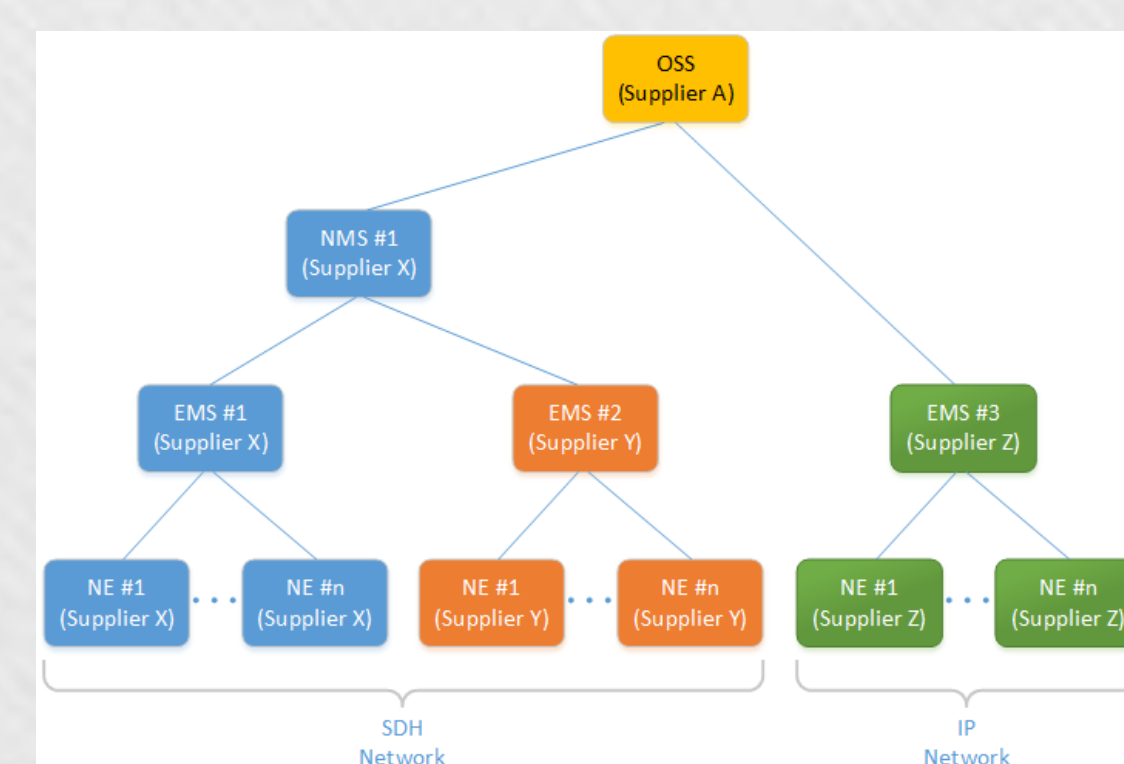 OSS
(Supplier A)
NMS #1
(Supplier X)
EMS #1
(Supplier X)
EMS #2
(Supplier Y)
EMS #3
(Supplier Z)
NE #1
(Supplier X)
NE #n
(Supplier X)
NE #1
(Supplier Y)
NE #n
(Supplier Y)
NE #1
(Supplier Z)
NE #n
(Supplier Z)
SDH
Network
IP
Network